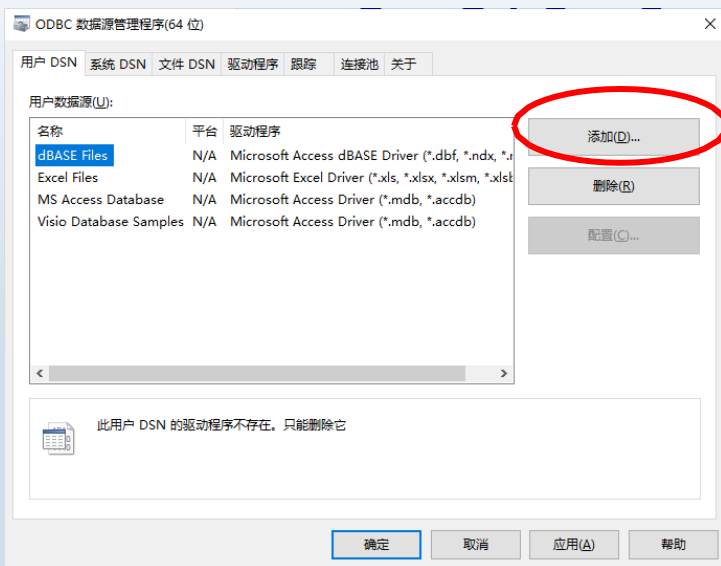 ODBC 数据源管理程序(64 位)
用户 DSN 系统 DSN 文件 DSN 驱动程序 跟踪 连接池 关于
用户数据源(U):
名称 平台 驱动程序
dBASE Files N/A Microsoft Access dBASE Driver (*.dbf, *.ndx, *.
Excel Files N/A Microsoft Excel Driver (*.xls, *.xlsx, *.xlsm, *.xlsb
MS Access Database N/A Microsoft Access Driver (*.mdb, *.accdb)
Visio Database Samples N/A Microsoft Access Driver (*.mdb, *.accdb)
添加(D)...
删除(R)
配置(C)...
此用户 DSN 的驱动程序不存在。只能删除它
确定 取消 应用(A) 帮助